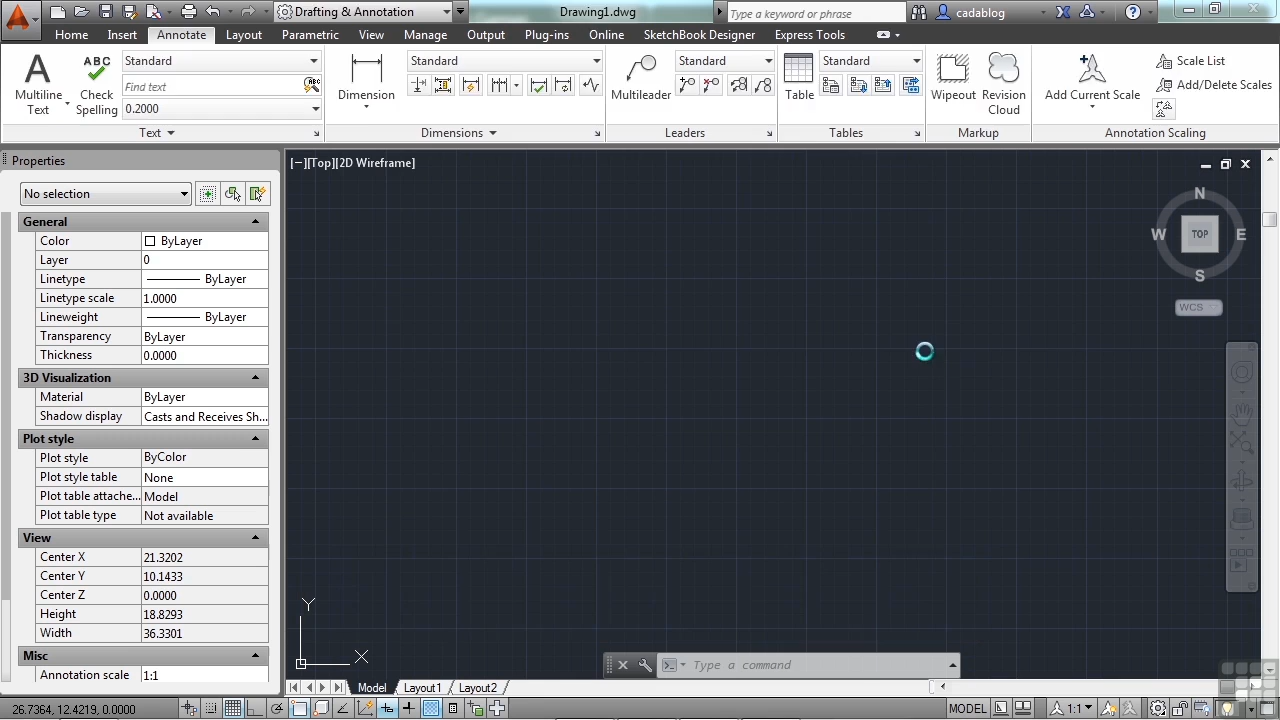 Drafting & Annotation Drawing1.dwg Type a keyword or phrase cadablog
Home Insert Annotate Layout Parametric View Manage Output Plug-ins Online SketchBook Designer Express Tools
A Multiline Text
ABC Check Spelling
Standard
Find text
0.2000
Text
Dimension
Standard
Dimensions
Multileader
Standard
Leaders
Table
Standard
Tables
Wipeout
Revision Cloud
Markup
Add Current Scale
Scale List
Add/Delete Scales
Annotation Scaling
Properties
No selection
General
Color ByLayer
Layer 0
Linetype ByLayer
Linetype scale 1.0000
Lineweight ByLayer
Transparency ByLayer
Thickness 0.0000
3D Visualization
Material ByLayer
Shadow display Casts and Receives Sh...
Plot style
Plot style ByColor
Plot style table None
Plot table attache... Model
Plot table type Not available
View
Center X 21.3202
Center Y 10.1433
Center Z 0.0000
Height 18.8293
Width 36.3301
Misc
Annotation scale 1:1
[−][Top][2D Wireframe]
N
W TOP E
S
WCS
Y
X
Type a command
Model Layout1 Layout2
26.7364, 12.4219, 0.0000 MODEL 1:1